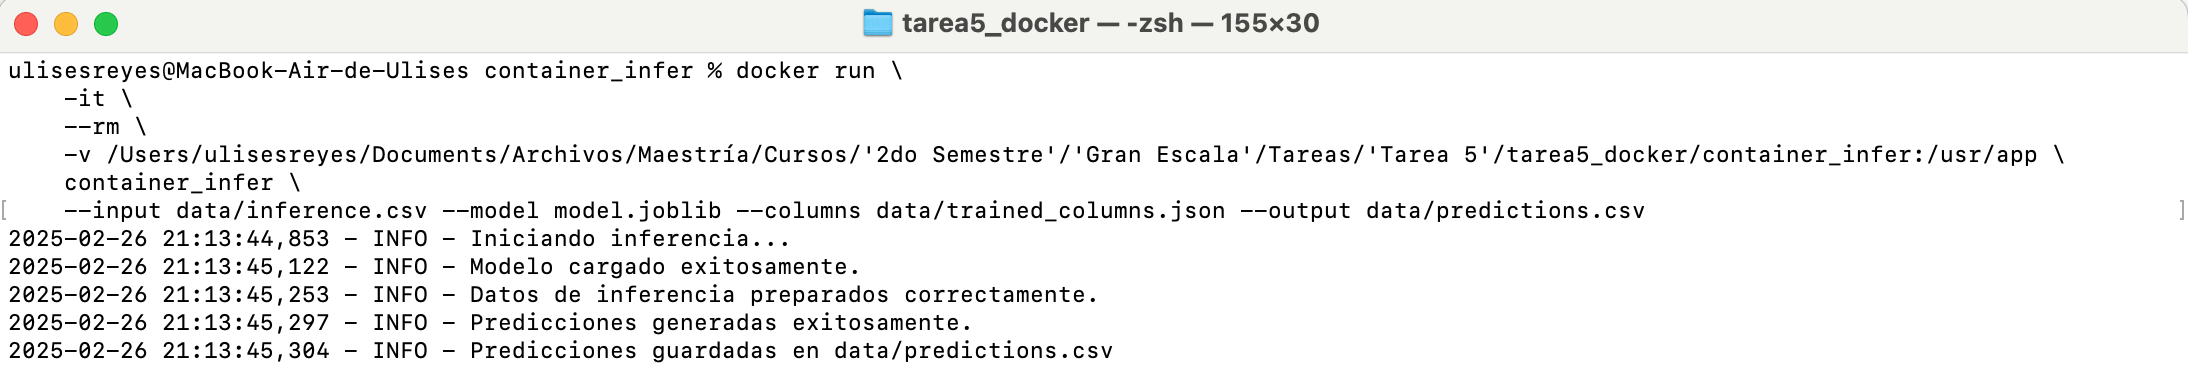 tarea5_docker — -zsh — 155×30
ulisesreyes@MacBook-Air-de-Ulises container_infer % docker run \
    -it \
    --rm \
    -v /Users/ulisesreyes/Documents/Archivos/Maestría/Cursos/'2do Semestre'/'Gran Escala'/Tareas/'Tarea 5'/tarea5_docker/container_infer:/usr/app \
    container_infer \
[    --input data/inference.csv --model model.joblib --columns data/trained_columns.json --output data/predictions.csv ]
2025-02-26 21:13:44,853 - INFO - Iniciando inferencia...
2025-02-26 21:13:45,122 - INFO - Modelo cargado exitosamente.
2025-02-26 21:13:45,253 - INFO - Datos de inferencia preparados correctamente.
2025-02-26 21:13:45,297 - INFO - Predicciones generadas exitosamente.
2025-02-26 21:13:45,304 - INFO - Predicciones guardadas en data/predictions.csv